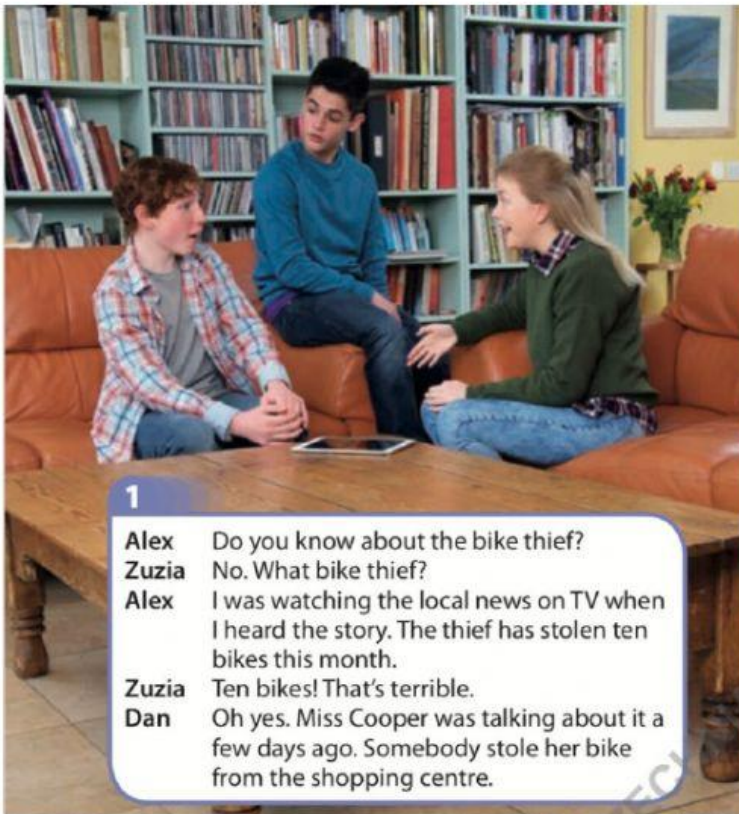 1
Alex Do you know about the bike thief?
Zuzia No. What bike thief?
Alex I was watching the local news on TV when
I heard the story. The thief has stolen ten
bikes this month.
Zuzia Ten bikes! That's terrible.
Dan Oh yes. Miss Cooper was talking about it a
few days ago. Somebody stole her bike
from the shopping centre.